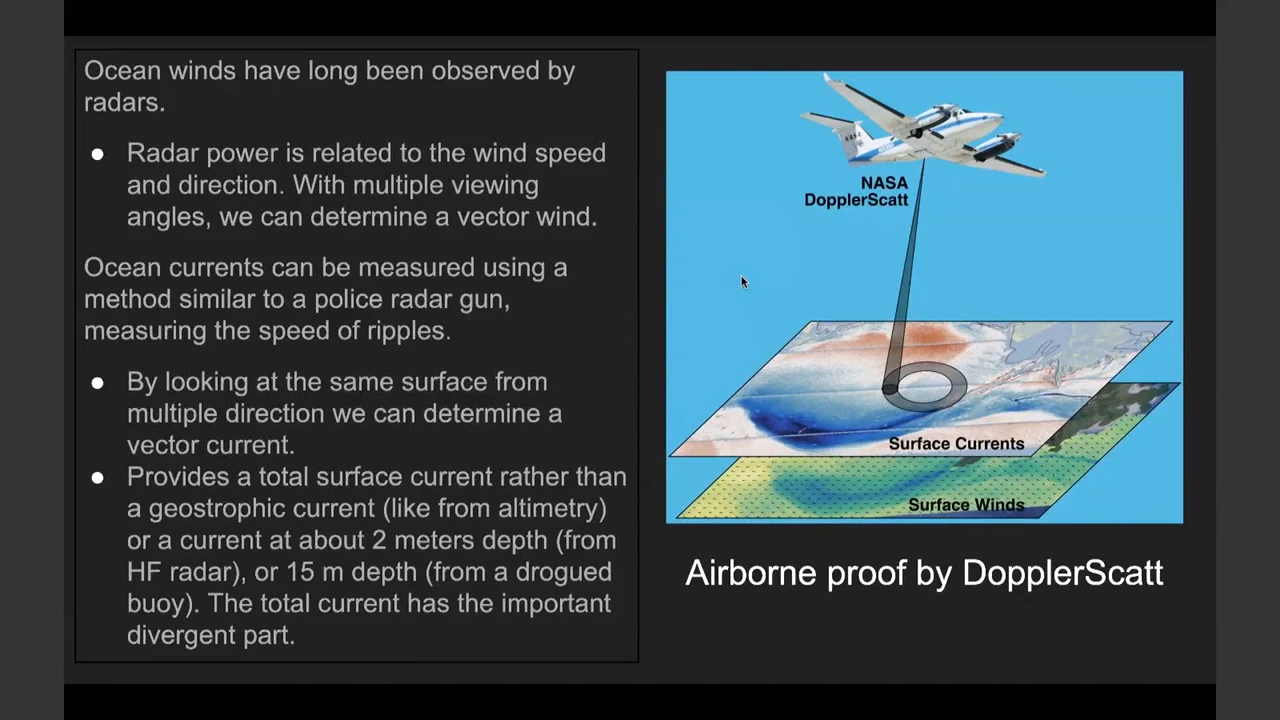 Ocean winds have long been observed by
radars.
● Radar power is related to the wind speed
and direction. With multiple viewing
angles, we can determine a vector wind.
Ocean currents can be measured using a
method similar to a police radar gun,
measuring the speed of ripples.
● By looking at the same surface from
multiple direction we can determine a
vector current.
● Provides a total surface current rather than
a geostrophic current (like from altimetry)
or a current at about 2 meters depth (from
HF radar), or 15 m depth (from a drogued
buoy). The total current has the important
divergent part.
NASA
DopplerScatt
Surface Currents
Surface Winds
Airborne proof by DopplerScatt